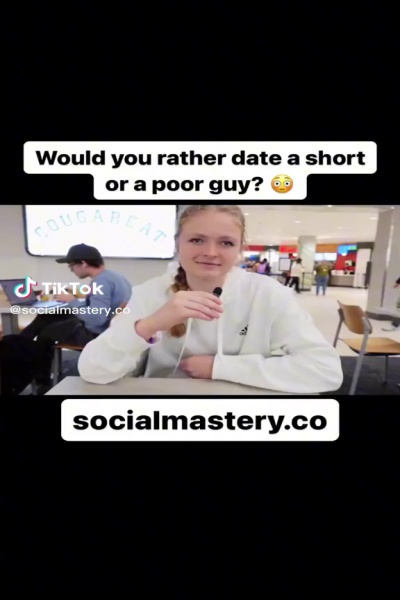 Would you rather date a short
or a poor guy? 😳
COUGAREAT
TikTok
@socialmastery.co
socialmastery.co